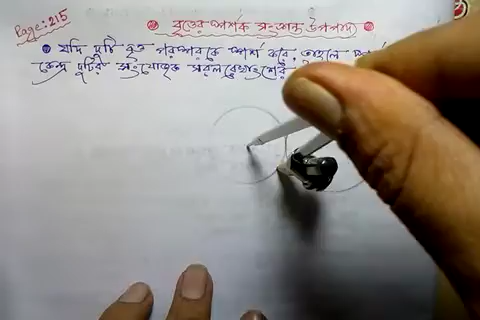 Page: 215
বৃত্তের স্পর্শক সংক্রান্ত উপপাদ্য
যদি দুটি বৃত্ত পরস্পরকে স্পর্শ করে, তাহলে
কেন্দ্র দুটির সংযোজক সরলরেখাংশের